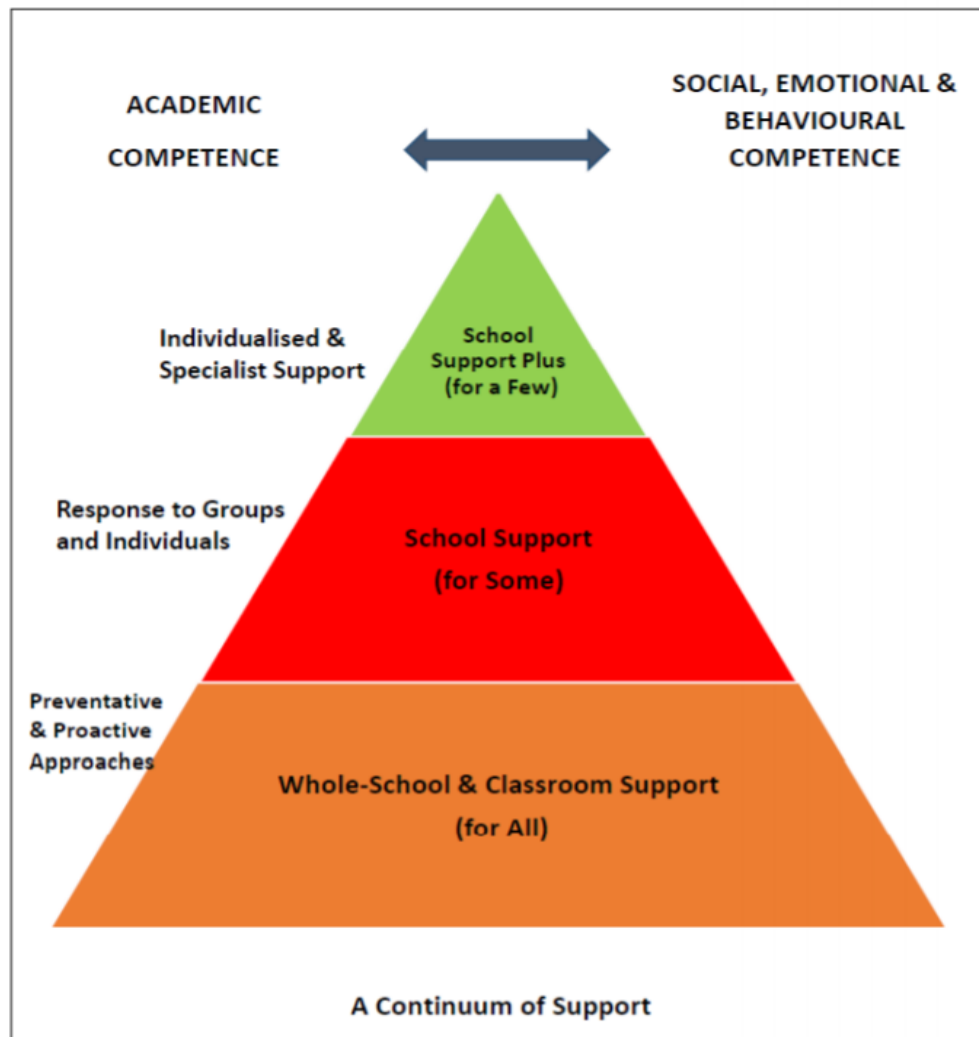 ACADEMIC
COMPETENCE
SOCIAL, EMOTIONAL &
BEHAVIOURAL
COMPETENCE
Individualised &
Specialist Support
School
Support Plus
(for a Few)
Response to Groups
and Individuals
School Support
(for Some)
Preventative
& Proactive
Approaches
Whole-School & Classroom Support
(for All)
A Continuum of Support